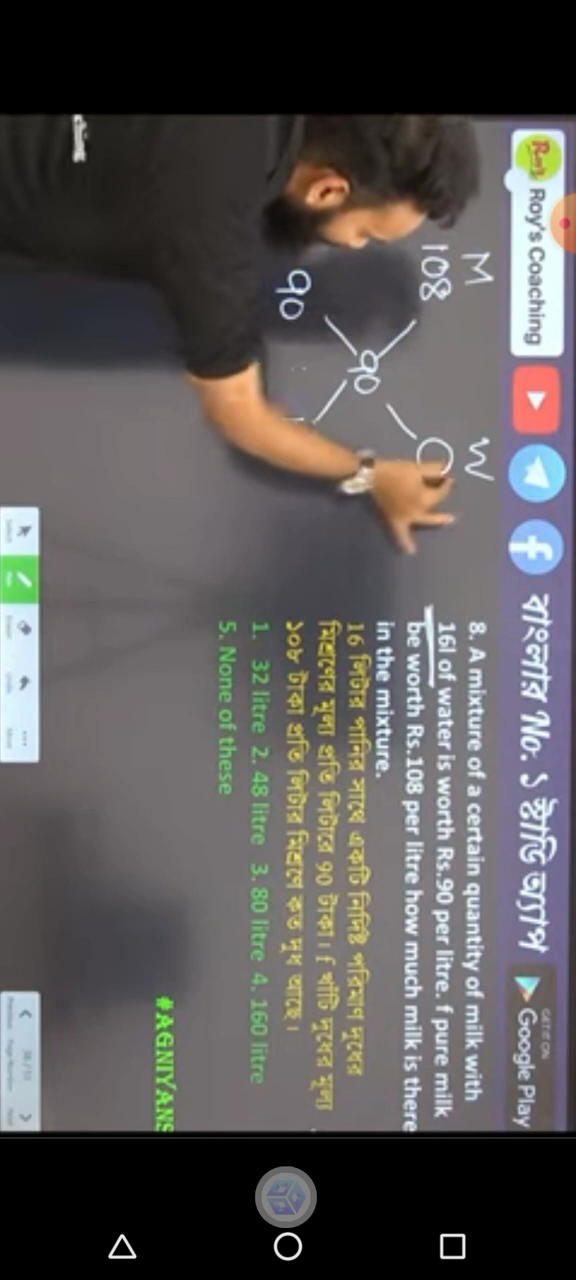 Roy's Coaching
বাংলার No. ১ স্টাডি অ্যাপ
GET IT ON
Google Play
M
W
108
90
90
8. A mixture of a certain quantity of milk with
16l of water is worth Rs.90 per litre. f pure milk
be worth Rs.108 per litre how much milk is there
in the mixture.
16 লিটার পানির সাথে একটি নির্দিষ্ট পরিমাণ দুধের
মিশ্রণের মূল্য প্রতি লিটারে 90 টাকা। f খাঁটি দুধের মূল্য
১০৮ টাকা প্রতি লিটার মিশ্রণে কত দুধ আছে।
1. 32 litre 2. 48 litre 3. 80 litre 4. 160 litre
5. None of these
#AGNIYANS